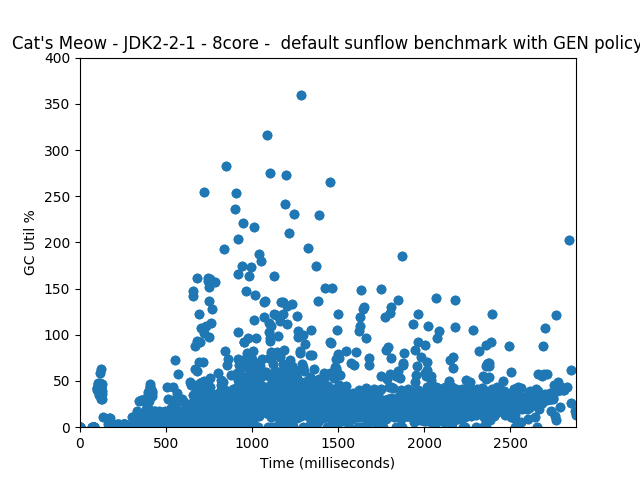 Cat's Meow - JDK2-2-1 - 8core -  default sunflow benchmark with GEN policy
400
350
300
250
200
150
100
50
0
GC Util %
0 500 1000 1500 2000 2500
Time (milliseconds)